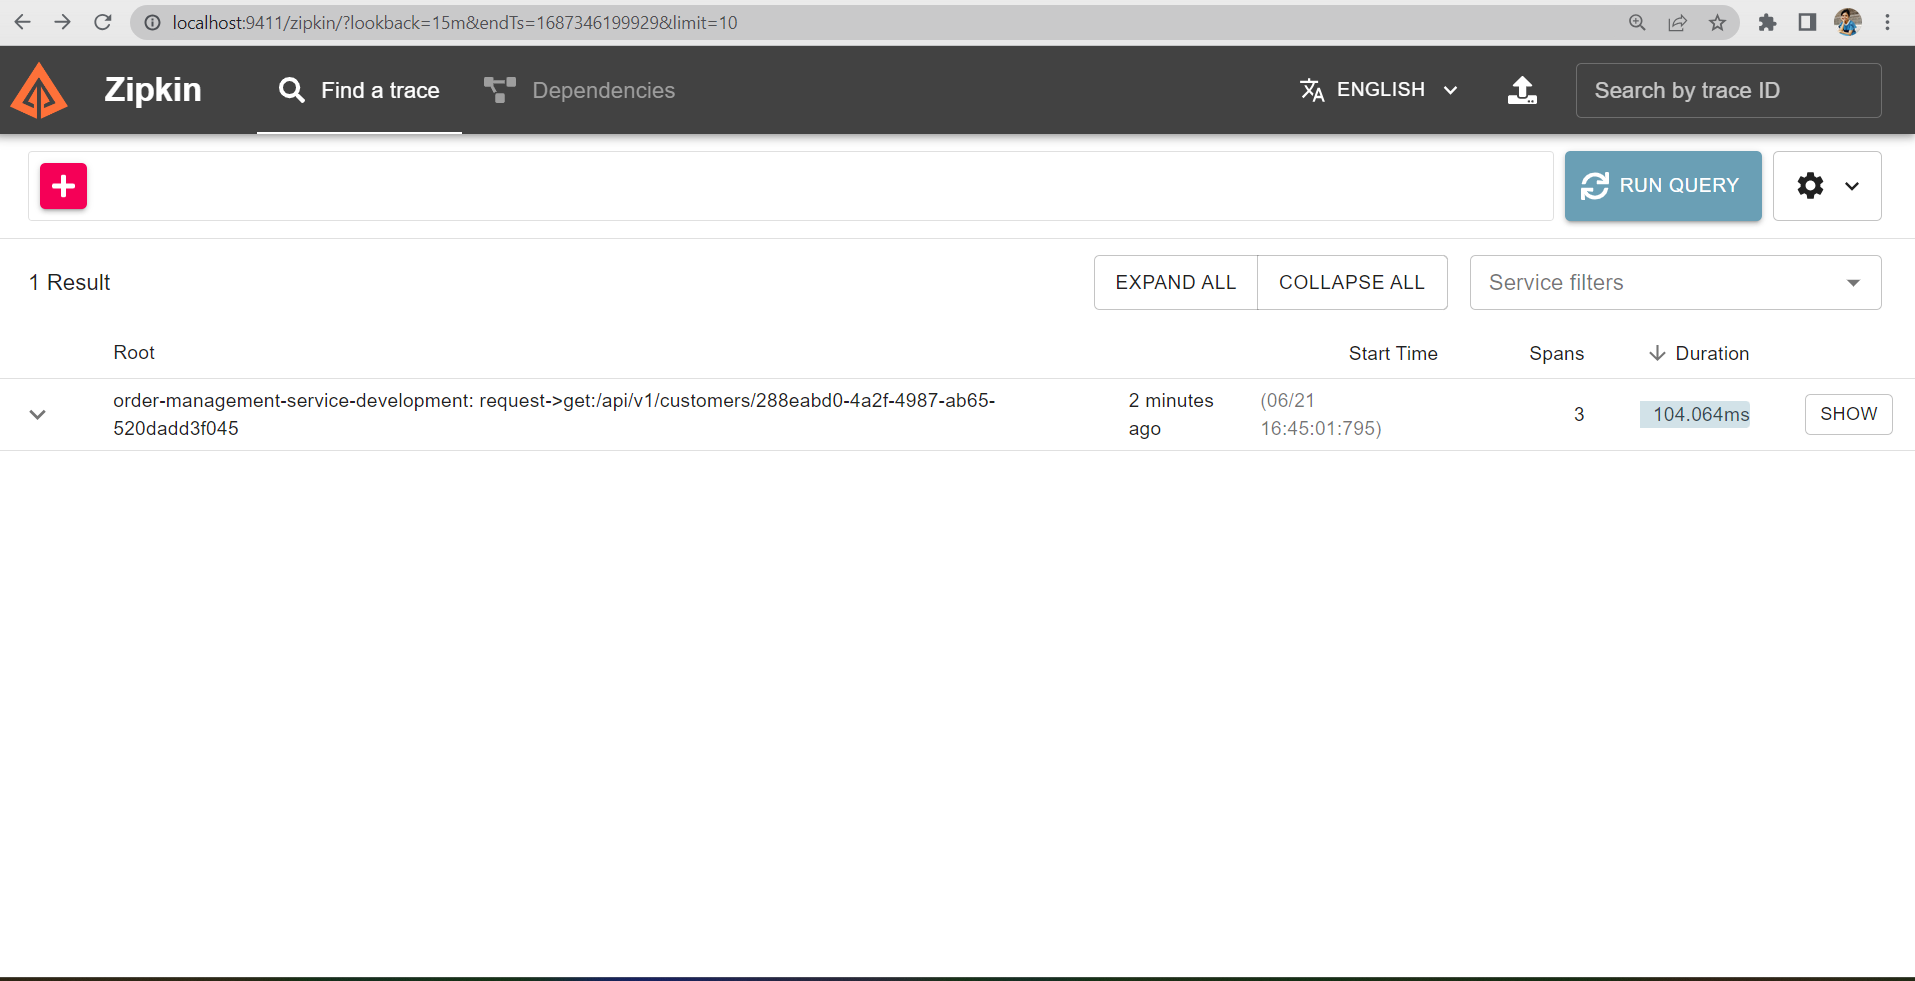 localhost:9411/zipkin/?lookback=15m&endTs=1687346199929&limit=10
Zipkin
Find a trace
Dependencies
ENGLISH
Search by trace ID
RUN QUERY
1 Result
EXPAND ALL
COLLAPSE ALL
Service filters
Root
Start Time
Spans
Duration
order-management-service-development: request->get:/api/v1/customers/288eabd0-4a2f-4987-ab65-
520dadd3f045
2 minutes
ago
(06/21
16:45:01:795)
3
104.064ms
SHOW